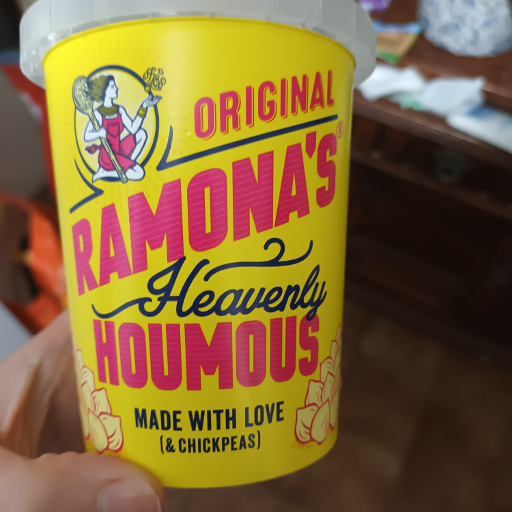 ORIGINAL
RAMONA'S®
Heavenly
HOUMOUS
MADE WITH LOVE
(& CHICKPEAS)